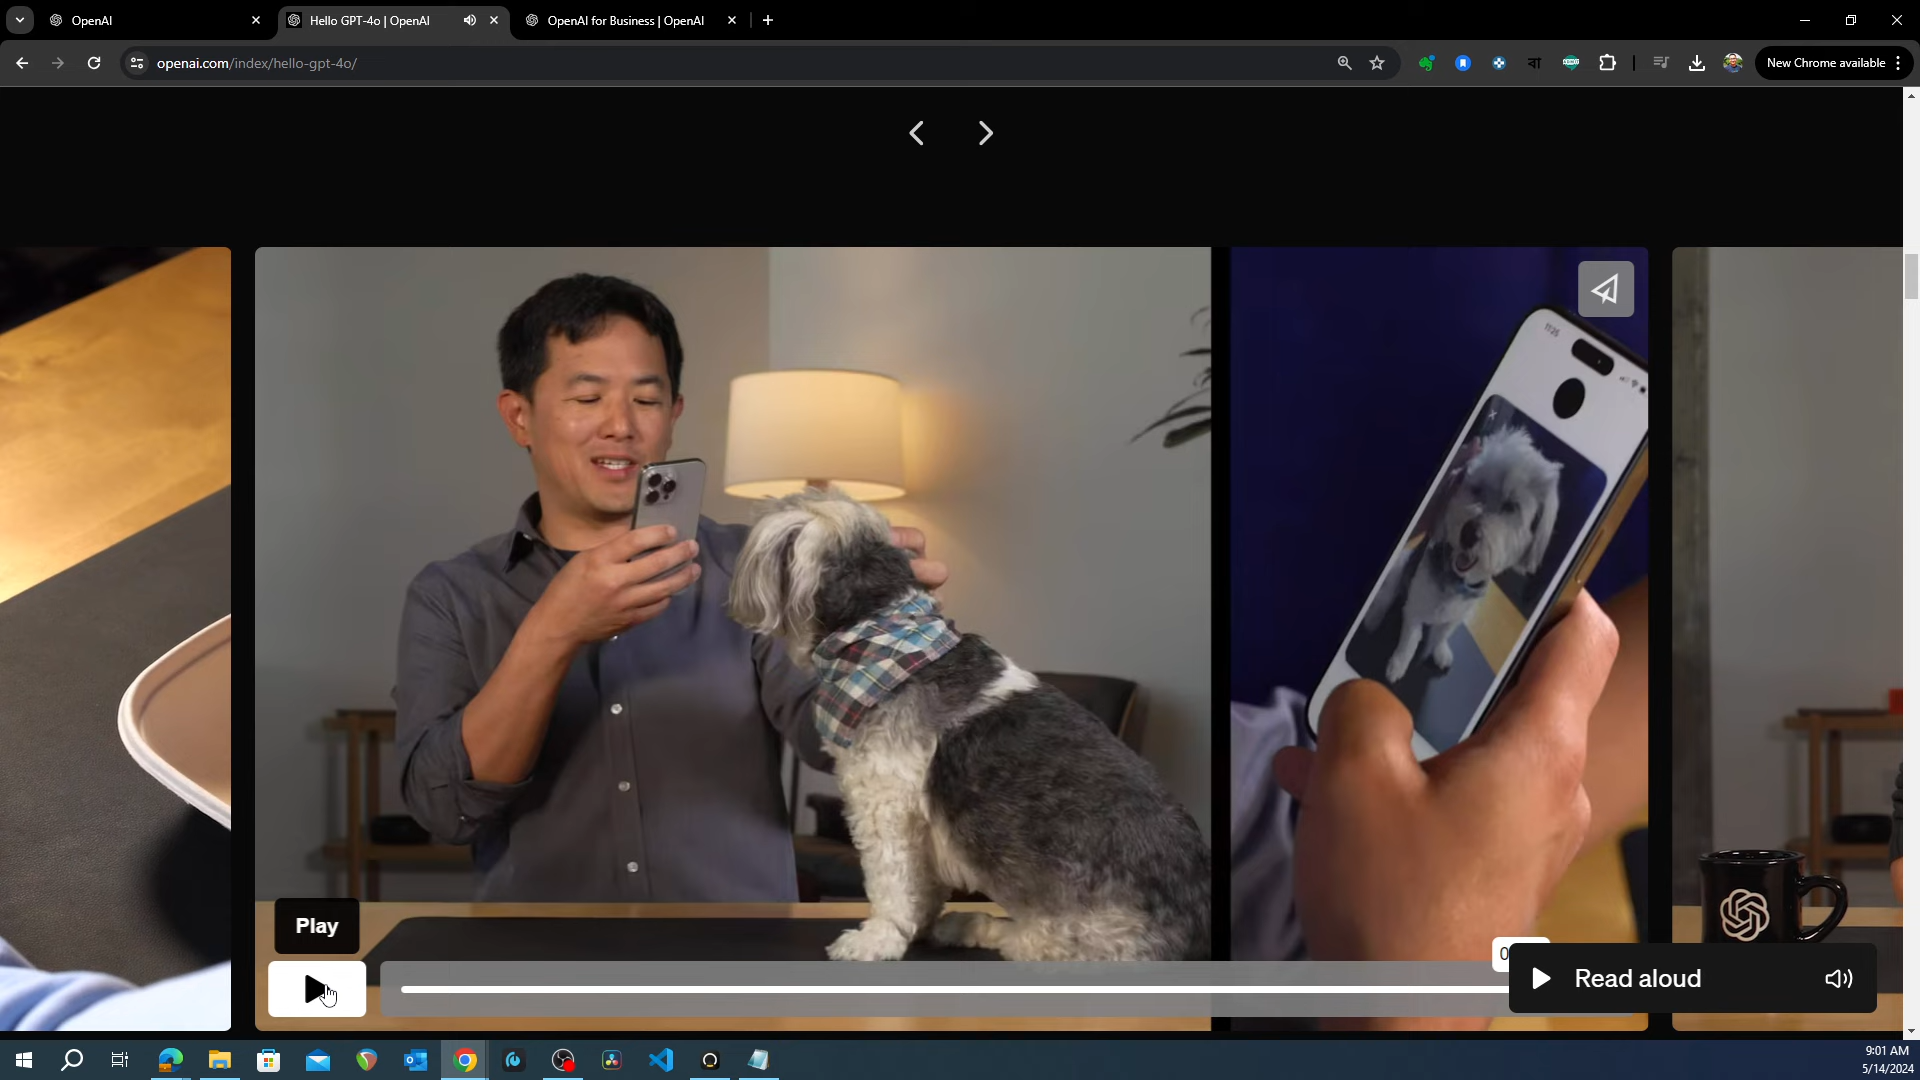 OpenAI
Hello GPT-4o | OpenAI
OpenAI for Business | OpenAI
openai.com/index/hello-gpt-4o/
বা
New Chrome available
Play
Read aloud
9:01 AM
5/14/2024